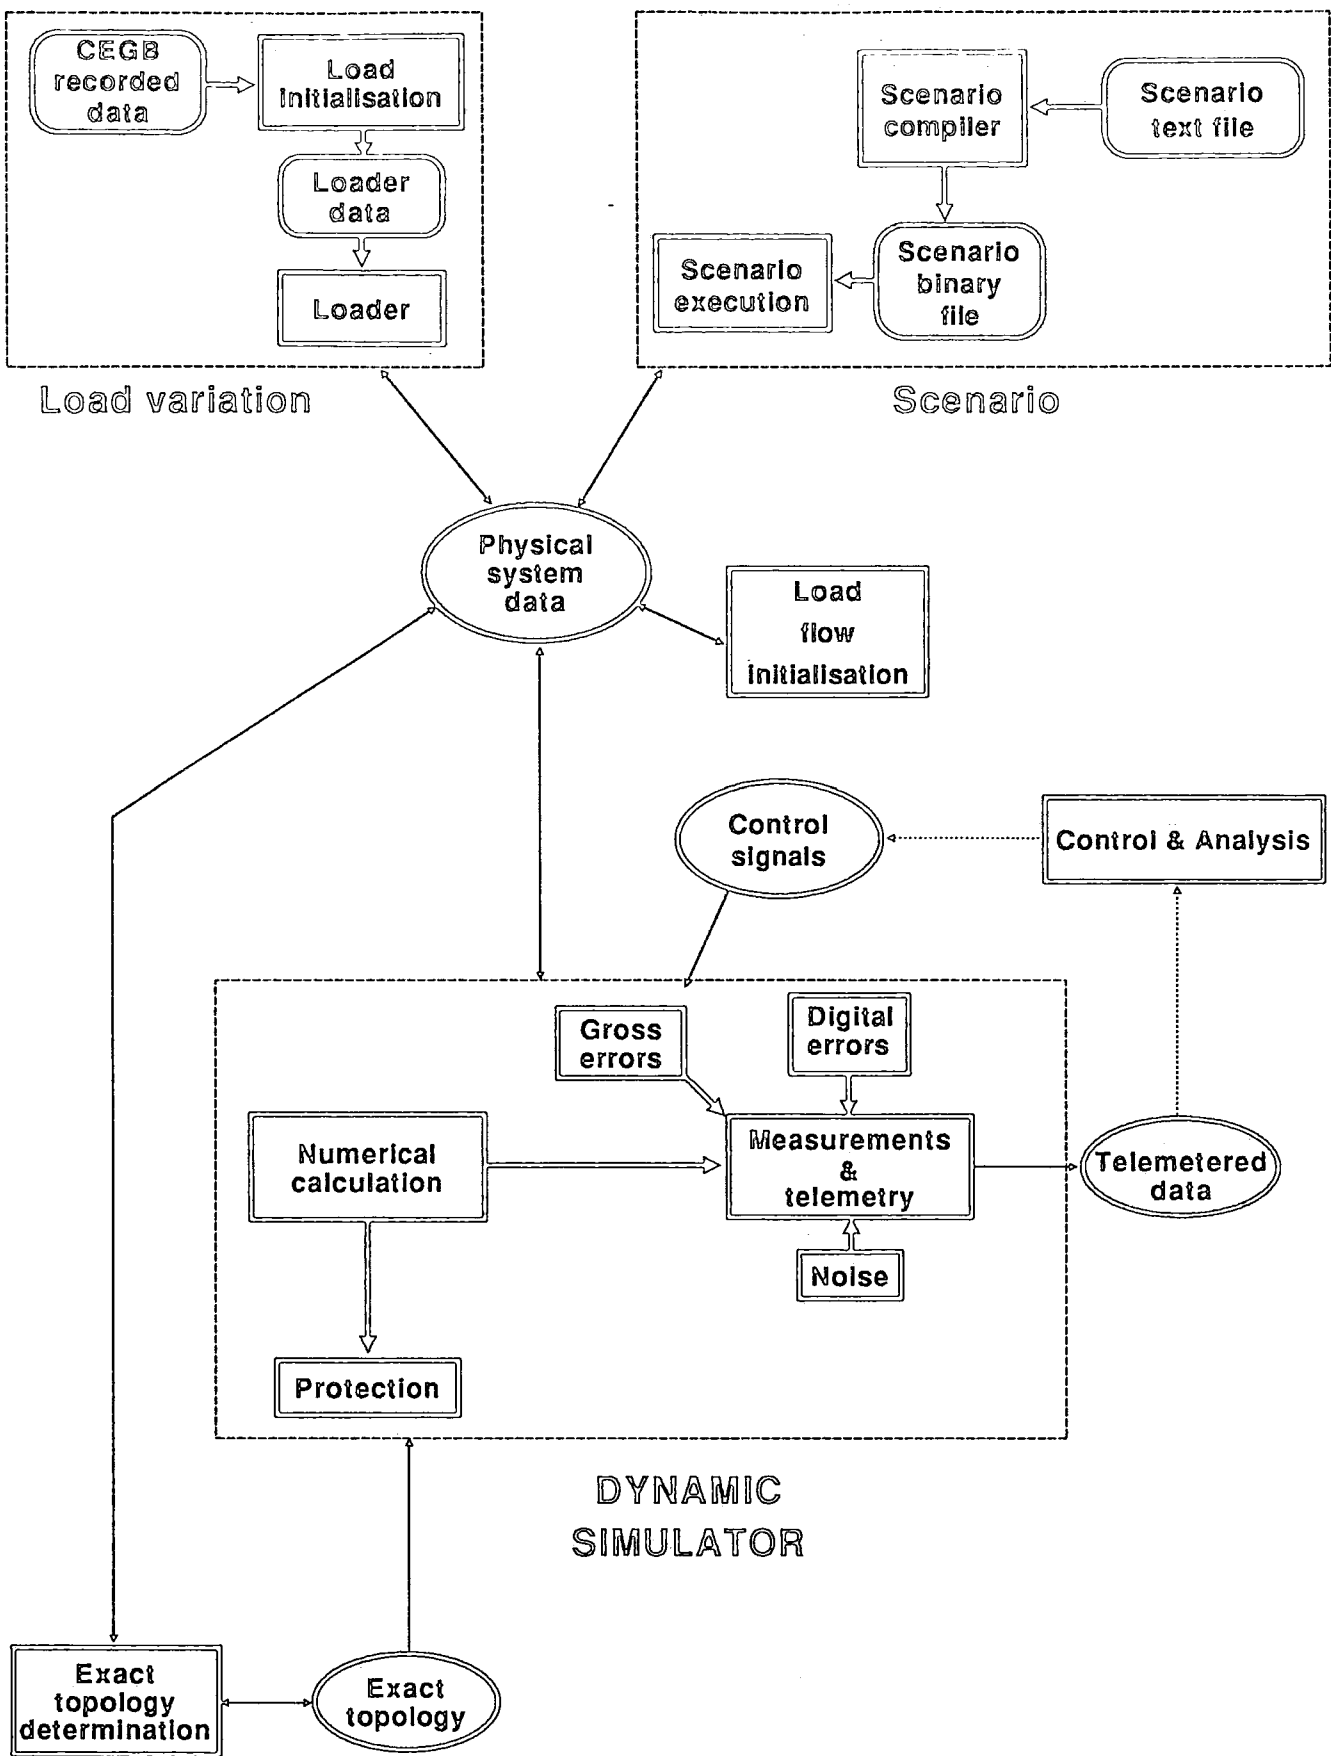 CEGB
recorded
data
Load
initialisation
Loader
data
Loader
Load variation
Scenario
compiler
Scenario
text file
Scenario
binary
file
Scenario
execution
Scenario
Physical
system
data
Load
flow
initialisation
Control
signals
Control & Analysis
Gross
errors
Digital
errors
Numerical
calculation
Measurements
&
telemetry
Telemetered
data
Noise
Protection
DYNAMIC
SIMULATOR
Exact
topology
determination
Exact
topology